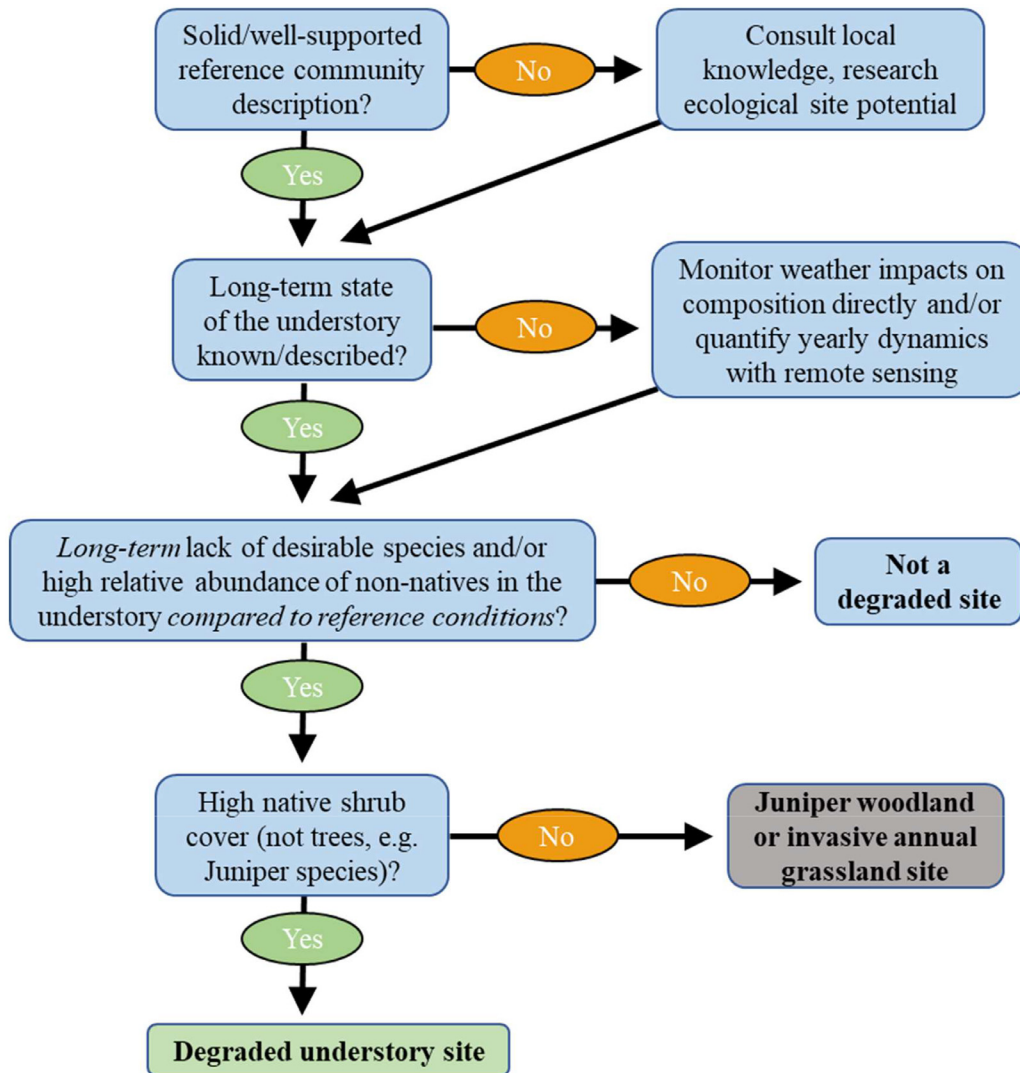 Solid/well-supported
reference community
description?
No
Consult local
knowledge, research
ecological site potential
Yes
Long-term state
of the understory
known/described?
No
Monitor weather impacts on
composition directly and/or
quantify yearly dynamics
with remote sensing
Yes
Long-term lack of desirable species and/or
high relative abundance of non-natives in the
understory compared to reference conditions?
No
Not a
degraded site
Yes
High native shrub
cover (not trees, e.g.
Juniper species)?
No
Juniper woodland
or invasive annual
grassland site
Yes
Degraded understory site